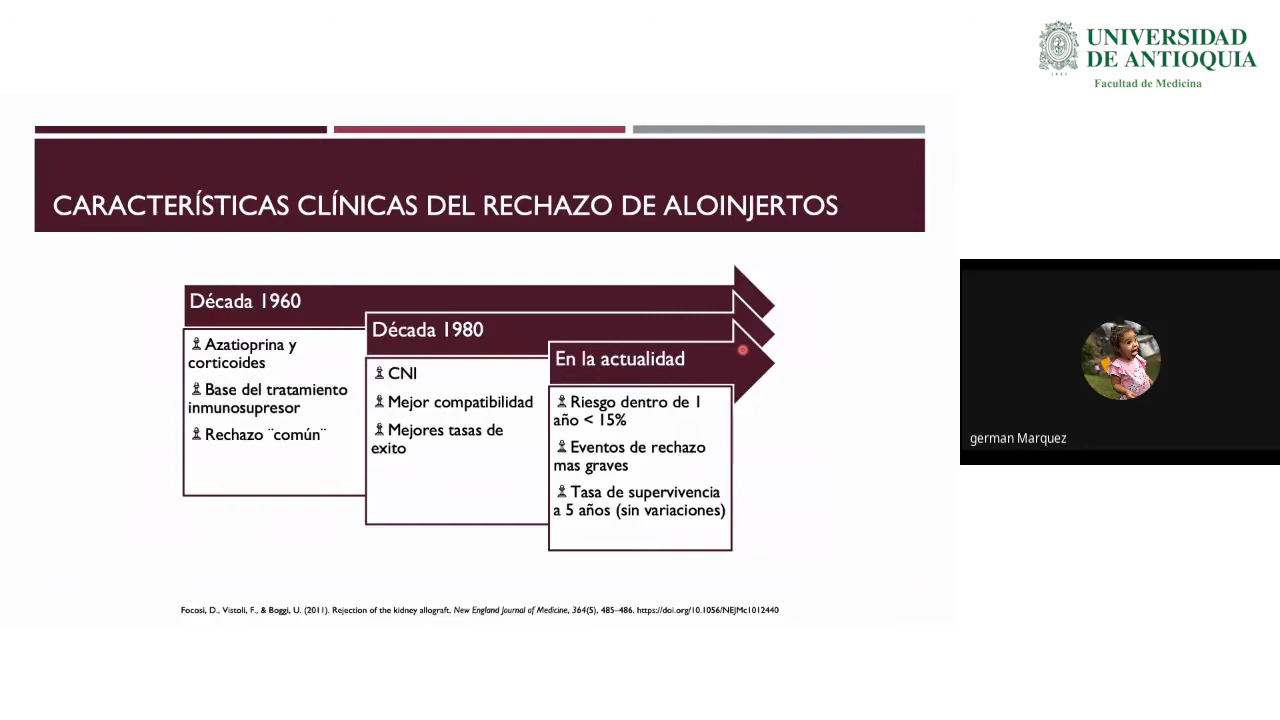 UNIVERSIDAD
DE ANTIOQUIA
Facultad de Medicina
CARACTERÍSTICAS CLÍNICAS DEL RECHAZO DE ALOINJERTOS
Década 1960
Azatioprina y
corticoides
Base del tratamiento
inmunosupresor
Rechazo ¨común¨
Década 1980
CNI
Mejor compatibilidad
Mejores tasas de
exito
En la actualidad
Riesgo dentro de 1
año < 15%
Eventos de rechazo
mas graves
Tasa de supervivencia
a 5 años (sin variaciones)
german Marquez
Focosi, D., Vistoli, F., & Boggi, U. (2011). Rejection of the kidney allograft. New England Journal of Medicine, 364(5), 485–486. https://doi.org/10.1056/NEJMc1012440